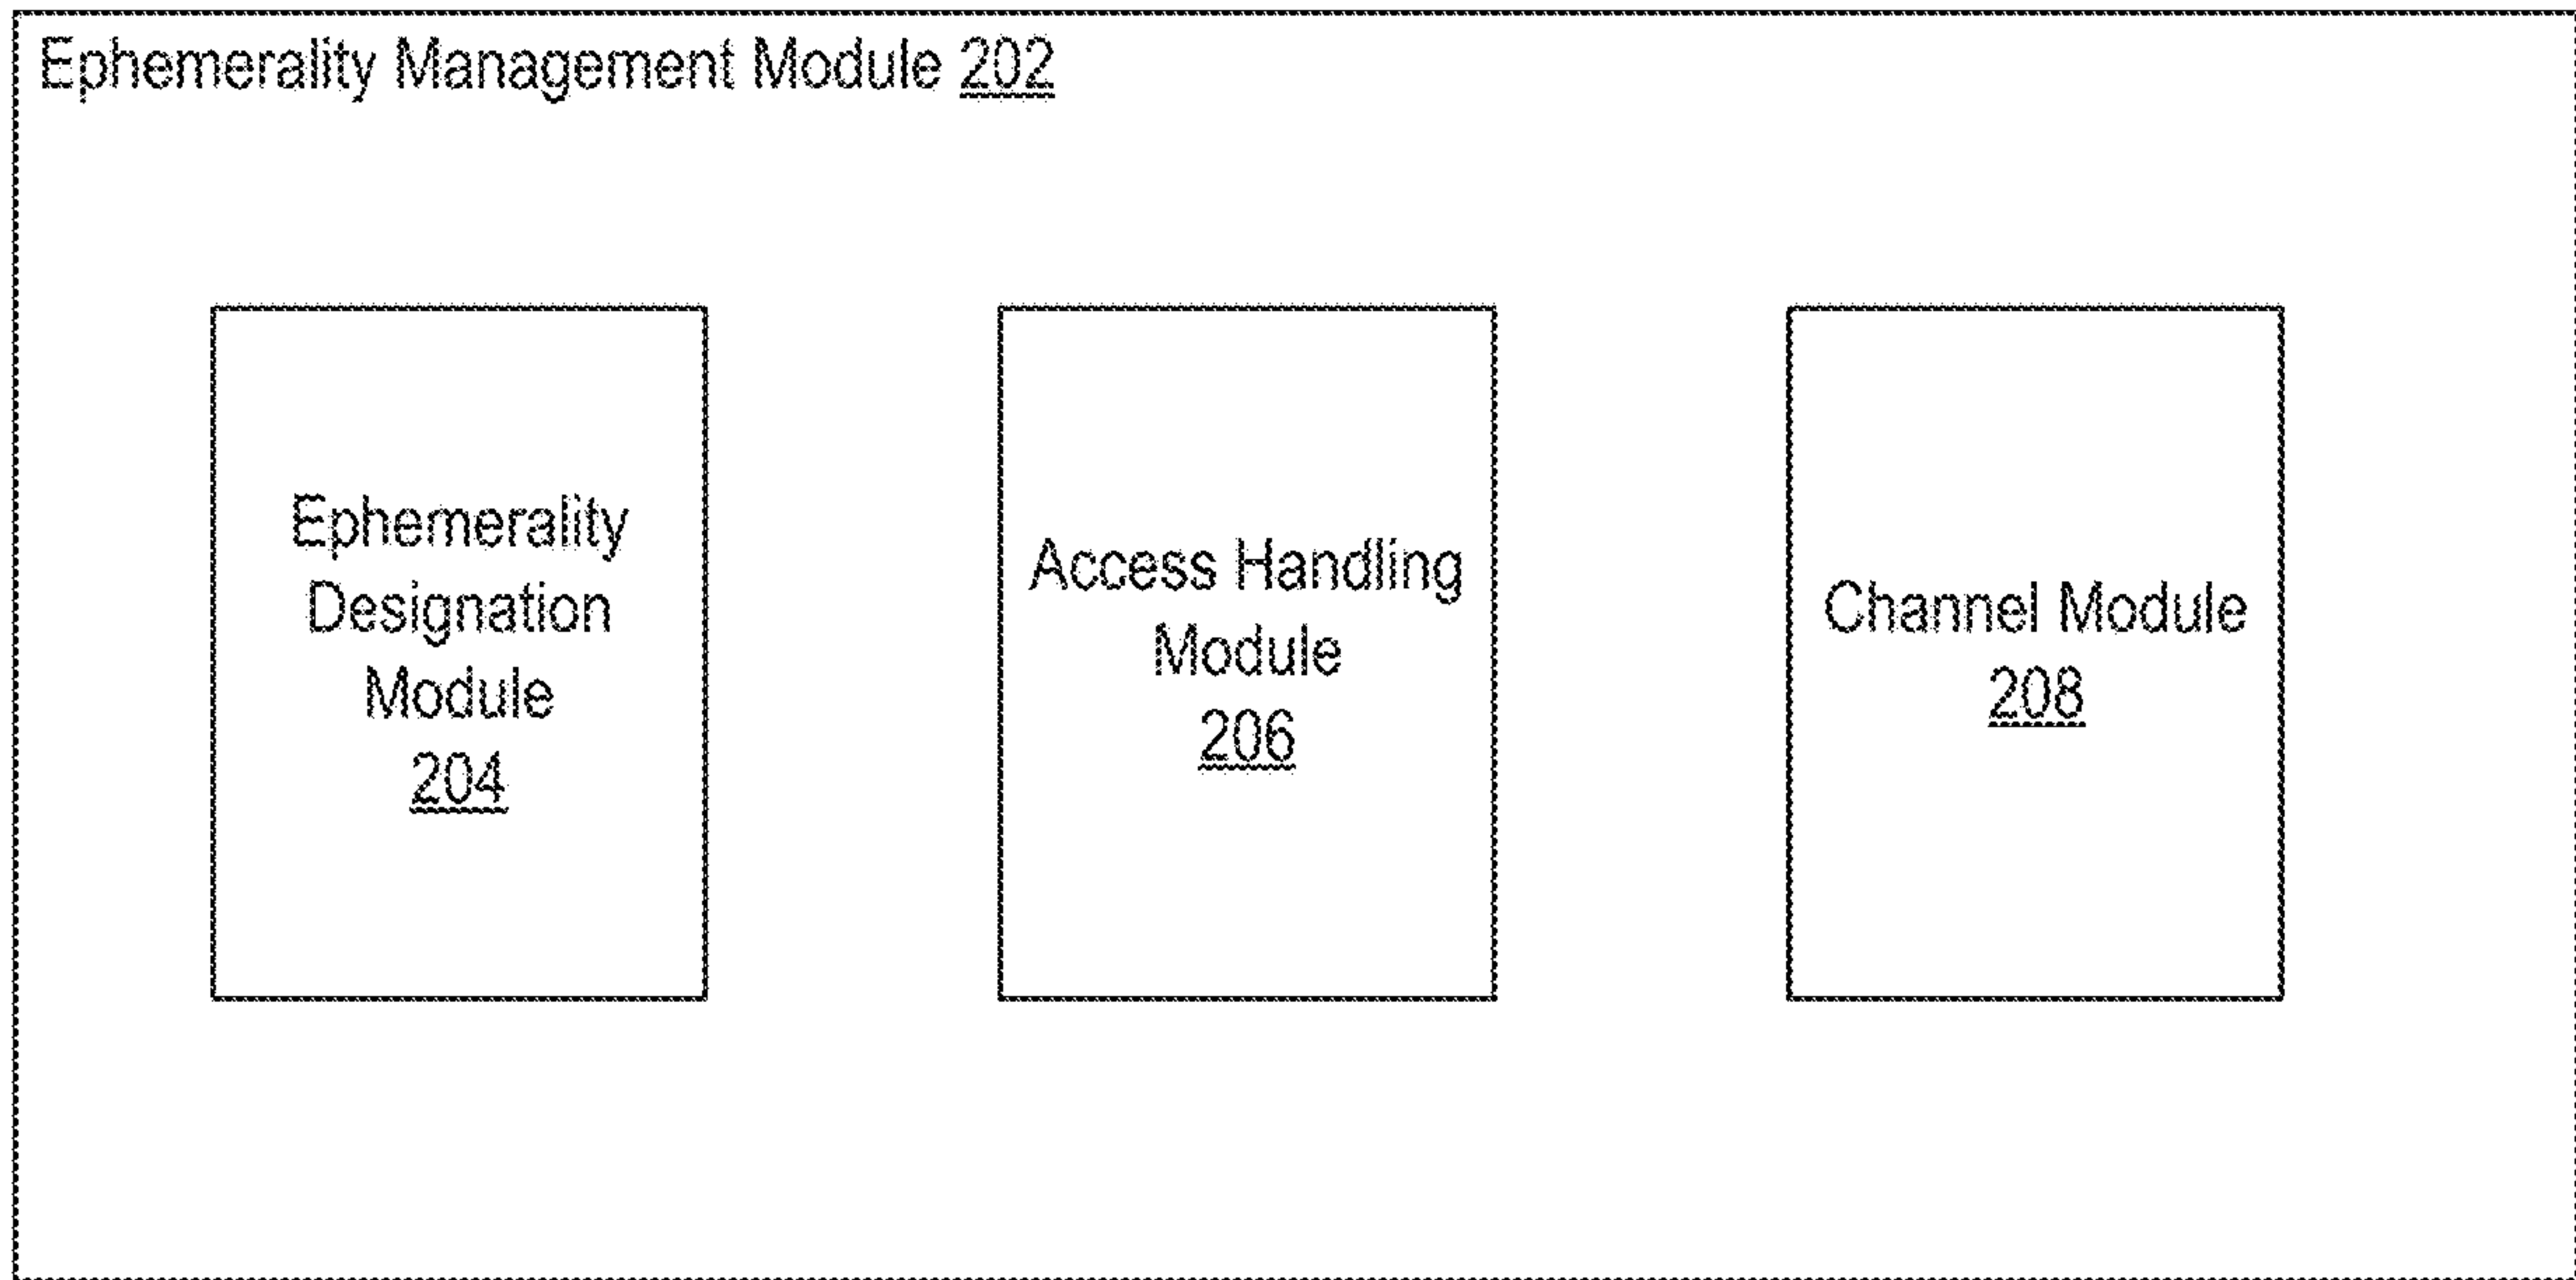 Ephemerality Management Module 202
Ephemerality
Designation
Module
204
Access Handling
Module
206
Channel Module
208